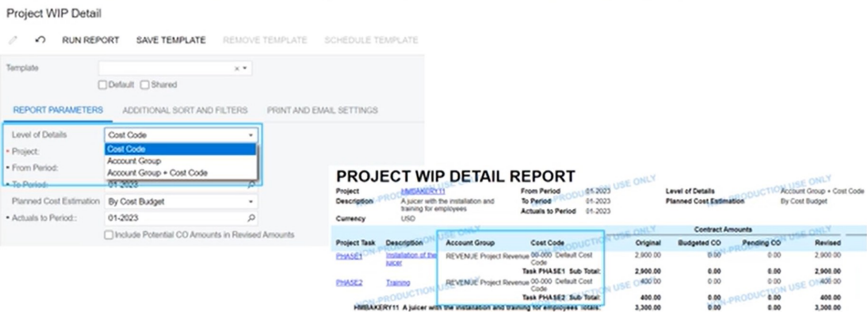 Project WIP Detail
RUN REPORT SAVE TEMPLATE REMOVE TEMPLATE SCHEDULE TEMPLATE
Template
Default Shared
REPORT PARAMETERS ADDITIONAL SORT AND FILTERS PRINT AND EMAIL SETTINGS
Level of Details Cost Code
Project: Cost Code
From Period: Account Group
Account Group + Cost Code
To Period: 01-2023
Planned Cost Estimation By Cost Budget
Actuals to Period: 01-2023
Include Potential CO Amounts in Revised Amounts
PROJECT WIP DETAIL REPORT
Project HMBAKERY11 From Period 01-2023 Level of Details Account Group + Cost Code
Description A juicer with the installation and To Period 01-2023 Planned Cost Estimation By Cost Budget
training for employees Actuals to Period 01-2023
Currency USD
Contract Amounts
Project Task Description Account Group Cost Code Original Budgeted CO Pending CO Revised
PHASE1 Installation of the REVENUE Project Revenue 00-000 Default Cost 2,900.00 0.00 0.00 2,900.00
juicer Code
Task PHASE1 Sub Total: 2,900.00 0.00 0.00 2,900.00
PHASE2 Training REVENUE Project Revenue 00-000 Default Cost 400.00 0.00 0.00 400.00
Code
Task PHASE2 Sub Total: 400.00 0.00 0.00 400.00
HMBAKERY11 A juicer with the installation and training for employees Totals: 3,300.00 0.00 0.00 3,300.00
NON-PRODUCTION USE ONLY